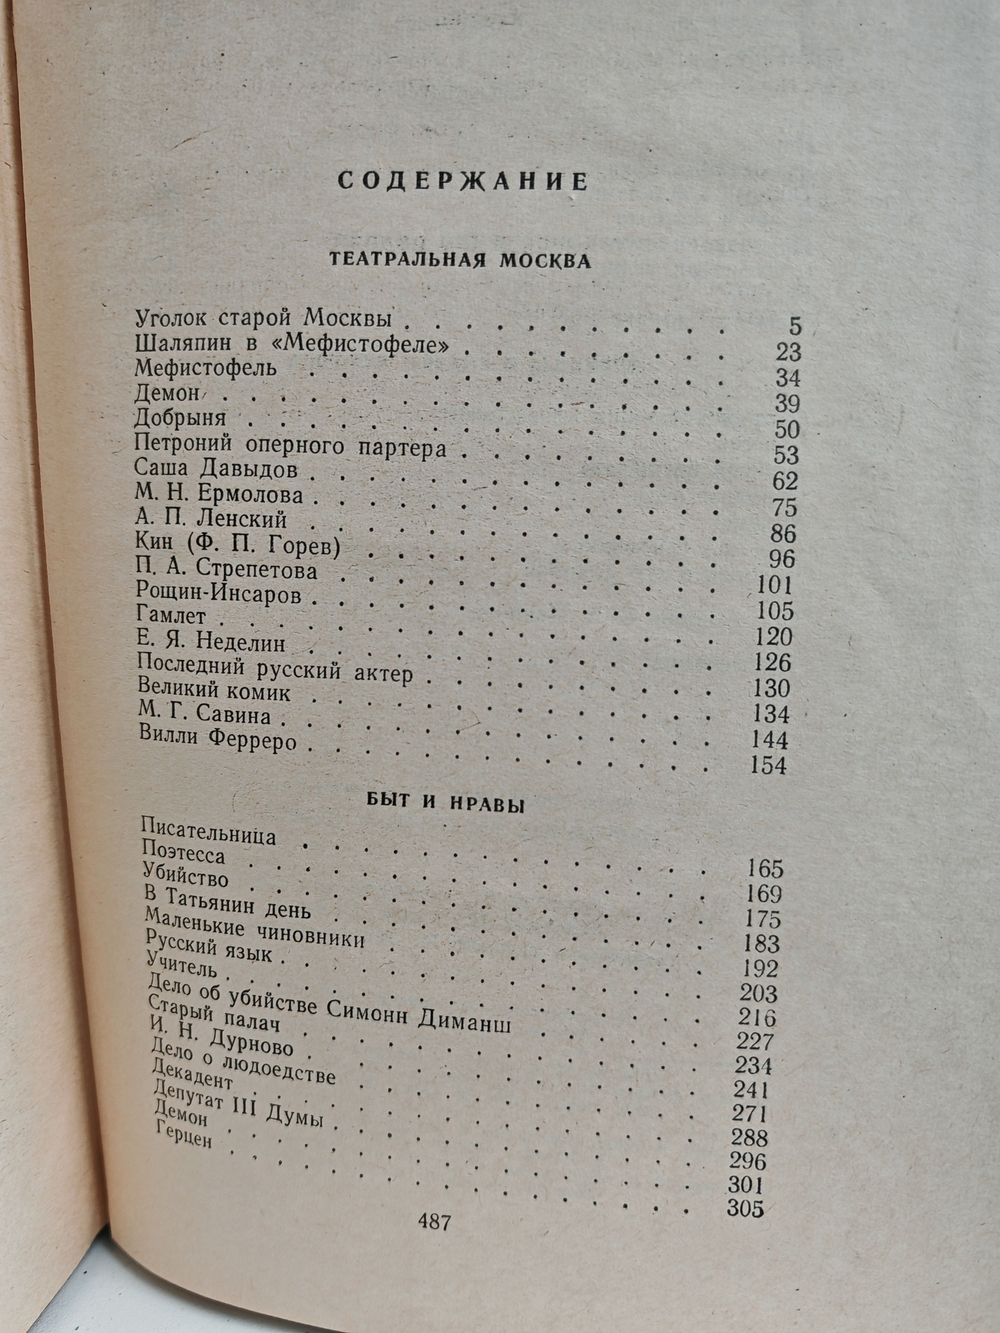 СОДЕРЖАНИЕ
ТЕАТРАЛЬНАЯ МОСКВА
Уголок старой Москвы . . . . . . . . . . . 5
Шаляпин в «Мефистофеле» . . . . . . . . . 23
Мефистофель . . . . . . . . . . . . . . 34
Демон . . . . . . . . . . . . . . . . . 39
Добрыня . . . . . . . . . . . . . . . . 50
Петроний оперного партера . . . . . . . . . 53
Саша Давыдов . . . . . . . . . . . . . . 62
М. Н. Ермолова . . . . . . . . . . . . . . 75
А. П. Ленский . . . . . . . . . . . . . . 86
Кин (Ф. П. Горев) . . . . . . . . . . . . 96
П. А. Стрепетова . . . . . . . . . . . . . 101
Рощин-Инсаров . . . . . . . . . . . . . . 105
Гамлет . . . . . . . . . . . . . . . . . 120
Е. Я. Неделин . . . . . . . . . . . . . . 126
Последний русский актер . . . . . . . . . . 130
Великий комик . . . . . . . . . . . . . . 134
М. Г. Савина . . . . . . . . . . . . . . . 144
Вилли Ферреро . . . . . . . . . . . . . . 154
БЫТ И НРАВЫ
Писательница . . . . . . . . . . . . . . 165
Поэтесса . . . . . . . . . . . . . . . . 169
Убийство . . . . . . . . . . . . . . . . 175
В Татьянин день . . . . . . . . . . . . . 183
Маленькие чиновники . . . . . . . . . . . 192
Русский язык . . . . . . . . . . . . . . . 203
Учитель . . . . . . . . . . . . . . . . . 216
Дело об убийстве Симонн Диманш . . . . . . 227
Старый палач . . . . . . . . . . . . . . 234
И. Н. Дурново . . . . . . . . . . . . . . 241
Дело о людоедстве . . . . . . . . . . . . 271
Декадент . . . . . . . . . . . . . . . . 288
Депутат III Думы . . . . . . . . . . . . . 296
Демон . . . . . . . . . . . . . . . . . 301
Герцен . . . . . . . . . . . . . . . . . 305
487